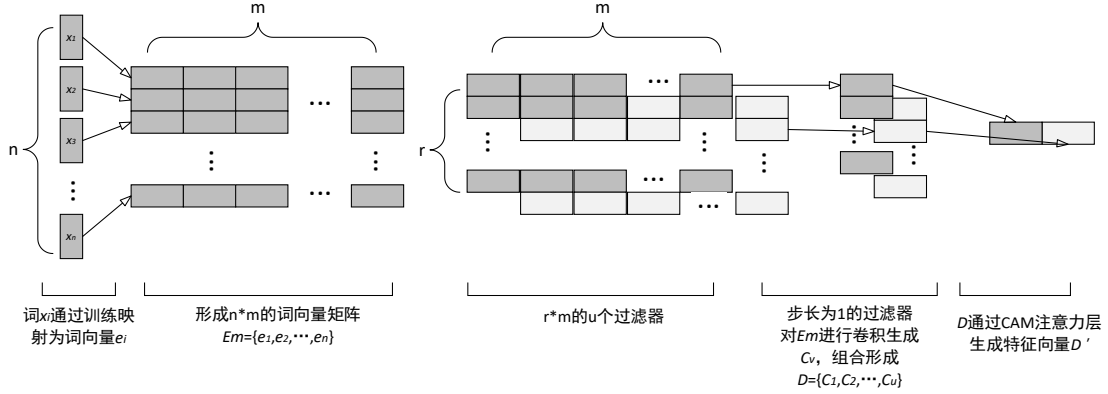 m
m
n
r
x1
x2
x3
⋮
xn
···
⋮
···
···
⋮
⋮
···
···
⋮
⋮
词xi通过训练映
射为词向量ei
形成n*m的词向量矩阵
Em={e1,e2,···,en}
r*m的u个过滤器
步长为1的过滤器
对Em进行卷积生成
Cv，组合形成
D={C1,C2,···,Cu}
D通过CAM注意力层
生成特征向量D ′